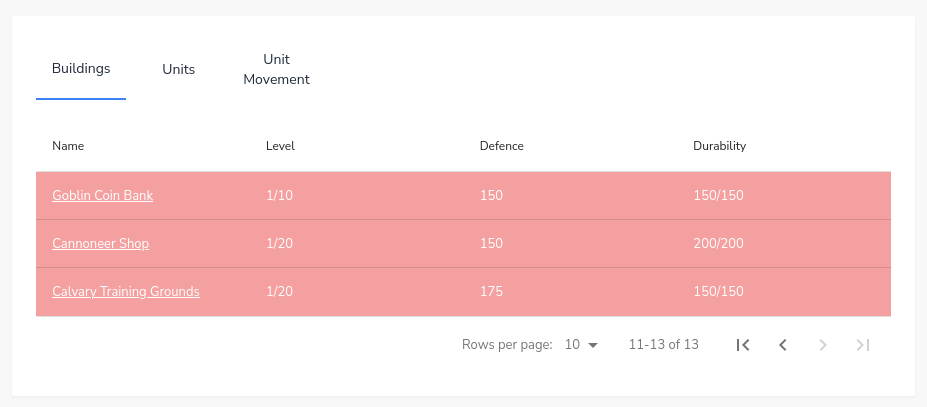 Buildings
Units
Unit
Movement
Name Level Defence Durability
Goblin Coin Bank 1/10 150 150/150
Cannoneer Shop 1/20 150 200/200
Calvary Training Grounds 1/20 175 150/150
Rows per page: 10 11-13 of 13